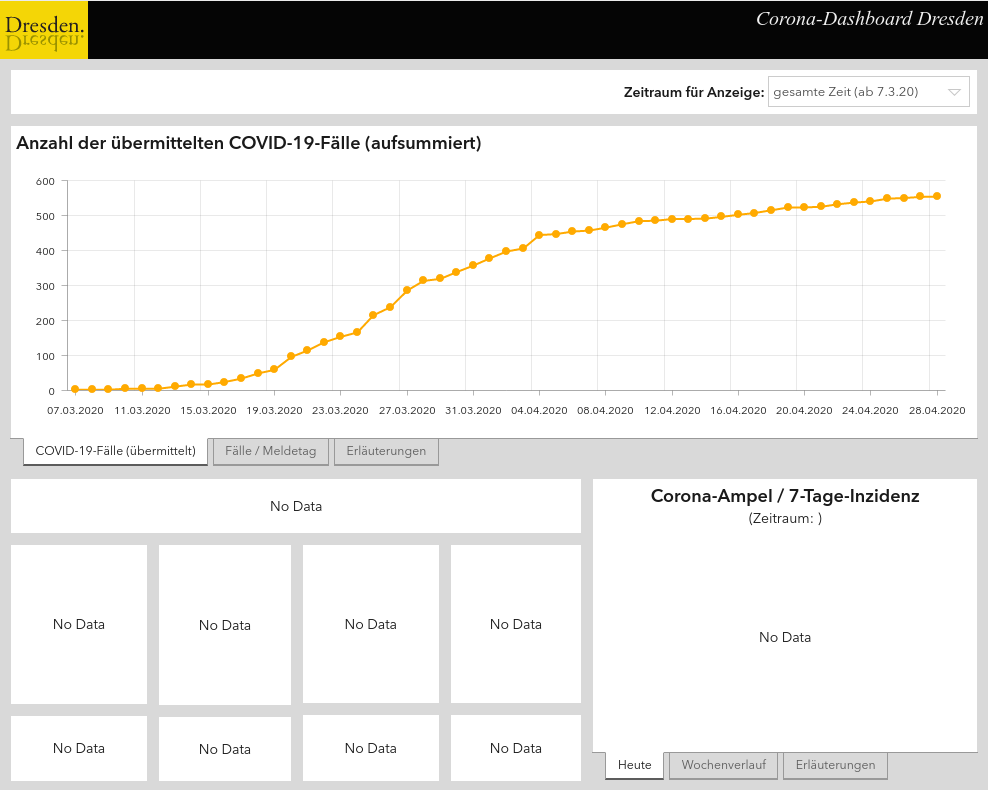 Dresden.
Dresden.
Corona-Dashboard Dresden
Zeitraum für Anzeige: gesamte Zeit (ab 7.3.20)
Anzahl der übermittelten COVID-19-Fälle (aufsummiert)
600
500
400
300
200
100
0
07.03.2020 11.03.2020 15.03.2020 19.03.2020 23.03.2020 27.03.2020 31.03.2020 04.04.2020 08.04.2020 12.04.2020 16.04.2020 20.04.2020 24.04.2020 28.04.2020
COVID-19-Fälle (übermittelt) Fälle / Meldetag Erläuterungen
No Data
No Data No Data No Data No Data
No Data No Data No Data No Data
Corona-Ampel / 7-Tage-Inzidenz
(Zeitraum: )
No Data
Heute Wochenverlauf Erläuterungen